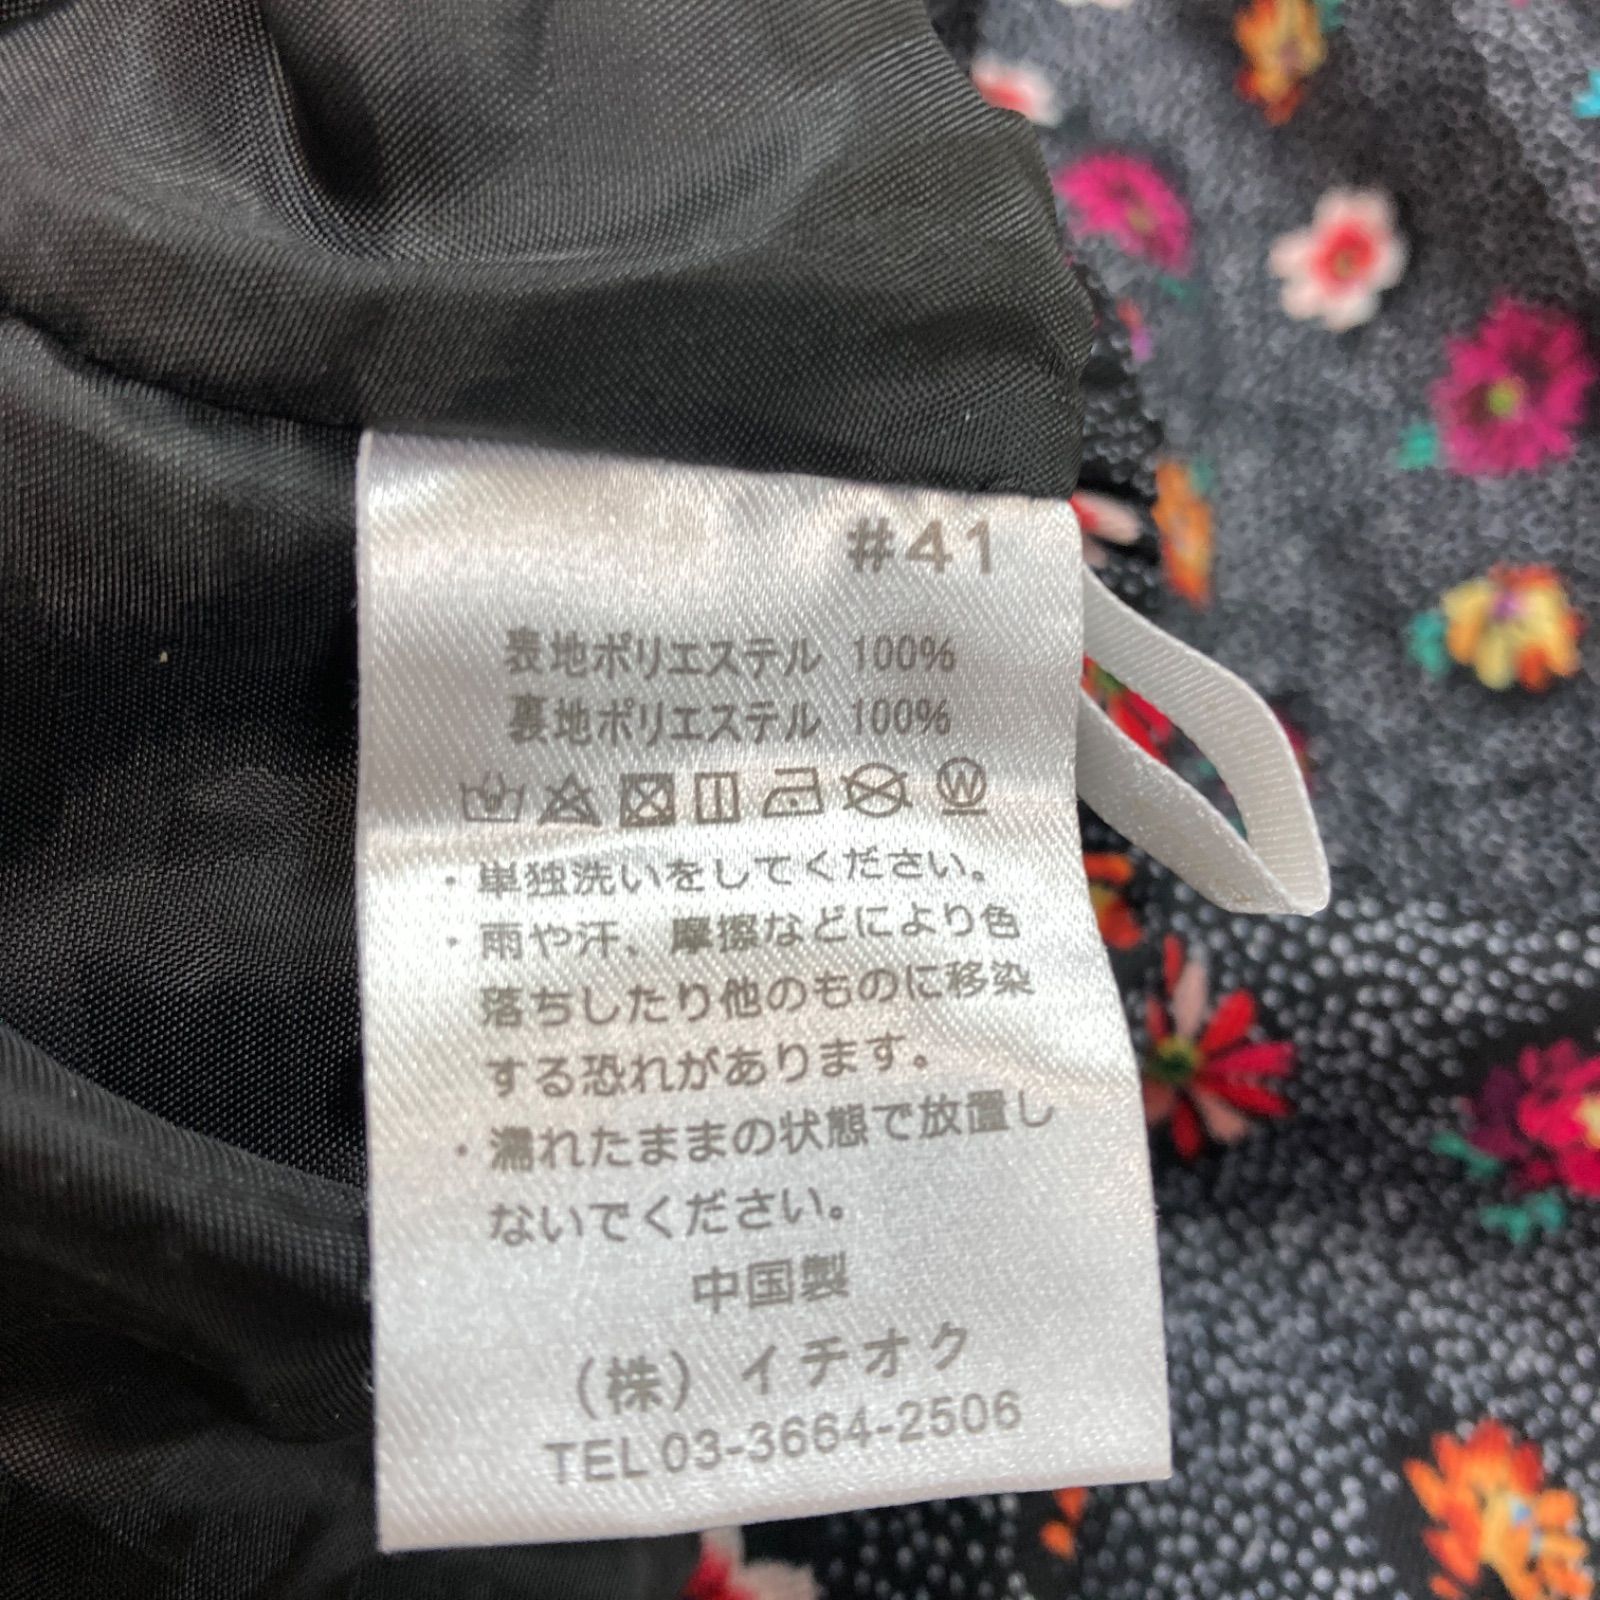 #41
表地ポリエステル 100%
裏地ポリエステル 100%
W
・単独洗いをしてください。
・雨や汗、摩擦などにより色
落ちしたり他のものに移染
する恐れがあります。
・濡れたままの状態で放置し
ないでください。
中国製
(株)イチオク
TEL 03-3664-2506